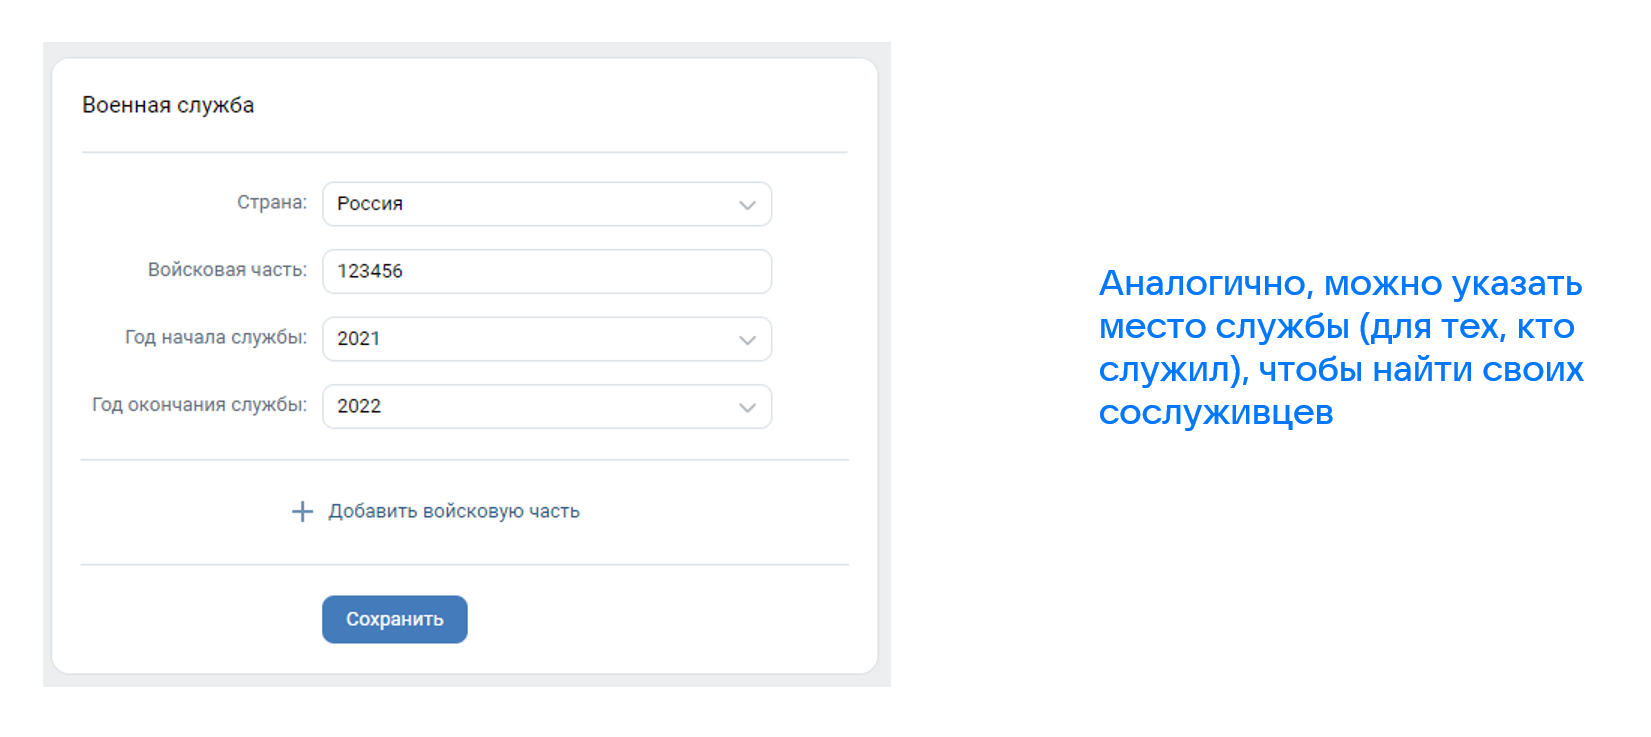 Военная служба
Страна: Россия
Войсковая часть: 123456
Год начала службы: 2021
Год окончания службы: 2022
Добавить войсковую часть
Сохранить
Аналогично, можно указать
место службы (для тех, кто
служил), чтобы найти своих
сослуживцев